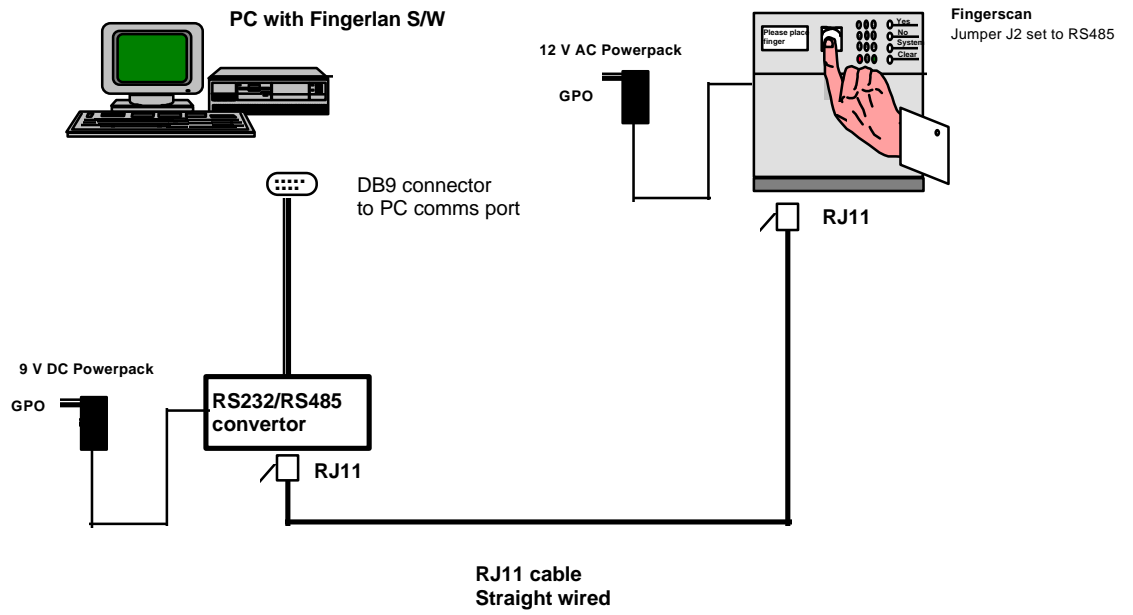 PC with Fingerlan S/W
Fingerscan
Jumper J2 set to RS485
12 V AC Powerpack
GPO
Please place
finger
Yes
No
System
Clear
DB9 connector
to PC comms port
RJ11
9 V DC Powerpack
GPO
RS232/RS485
convertor
RJ11
RJ11 cable
Straight wired